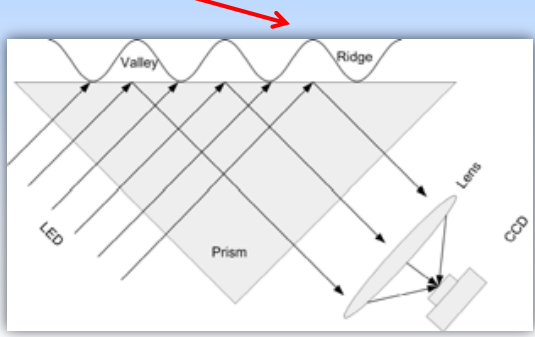 Valley
Ridge
Lens
LED
CCD
Prism